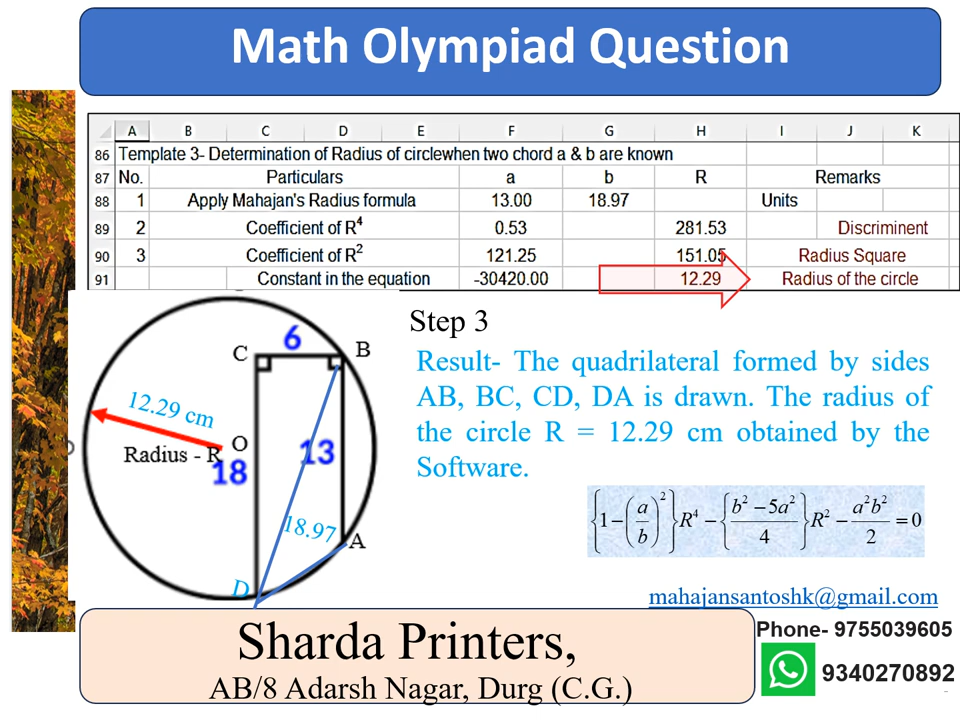 Math Olympiad Question
A B C D E F G H I J K
86 Template 3- Determination of Radius of circlewhen two chord a & b are known
87 No. Particulars a b R Remarks
88 1 Apply Mahajan's Radius formula 13.00 18.97 Units
89 2 Coefficient of R⁴ 0.53 281.53 Discriminent
90 3 Coefficient of R² 121.25 151.05 Radius Square
91 Constant in the equation -30420.00 12.29 Radius of the circle
6
C B
12.29 cm
O
Radius - R
18 13
18.97
A
D
Step 3
Result- The quadrilateral formed by sides
AB, BC, CD, DA is drawn. The radius of
the circle R = 12.29 cm obtained by the
Software.
{1-(a/b)²}R⁴ - {b² - 5a² / 4}R² - a²b²/2 = 0
mahajansantoshk@gmail.com
Phone- 9755039605
9340270892
Sharda Printers,
AB/8 Adarsh Nagar, Durg (C.G.)